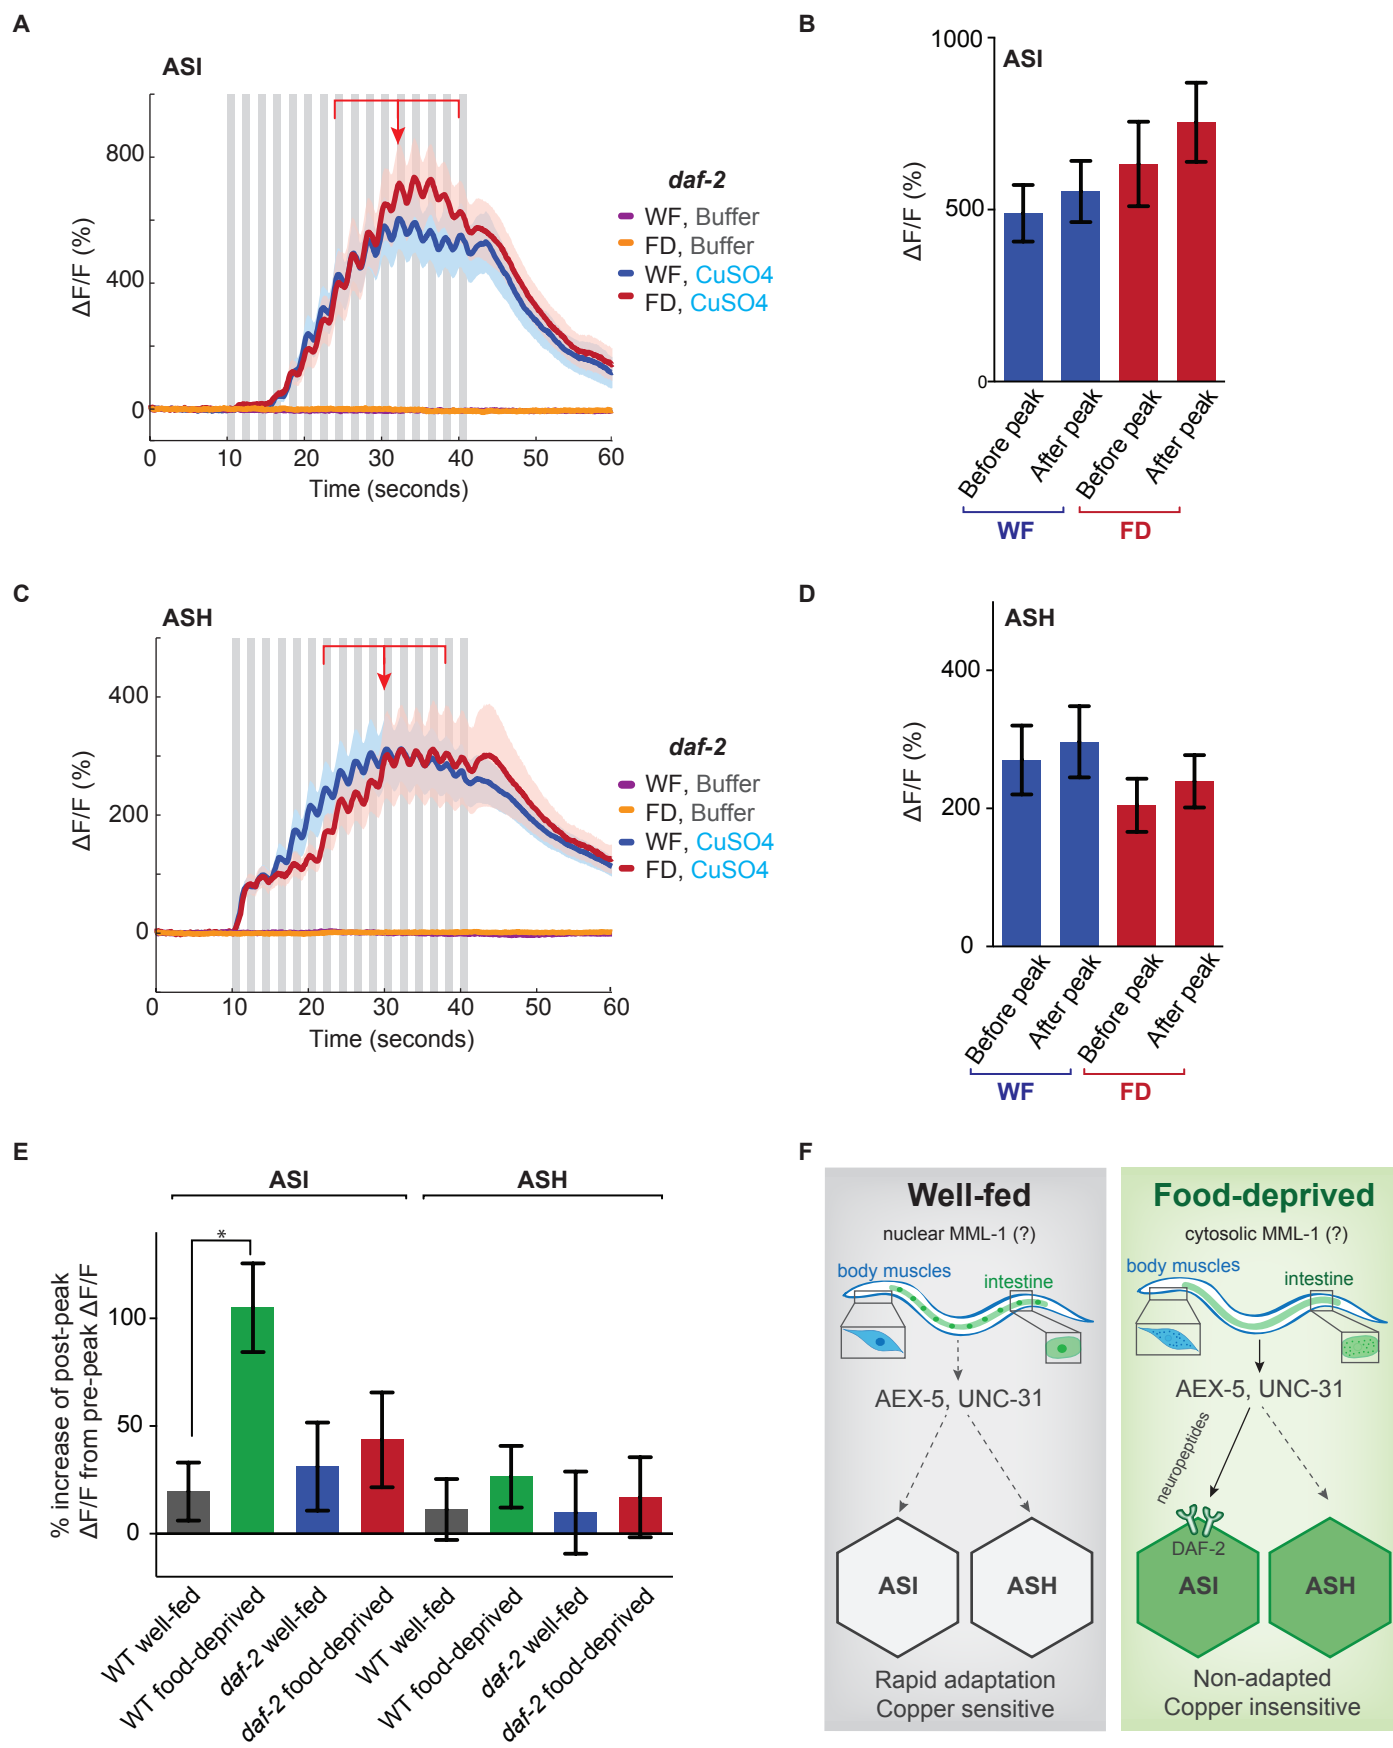 A
ASI
800
400
0
ΔF/F (%)
0 10 20 30 40 50 60
Time (seconds)
daf-2
WF, Buffer
FD, Buffer
WF, CuSO4
FD, CuSO4
B
ASI
1000
500
0
ΔF/F (%)
Before peak
After peak
Before peak
After peak
WF FD
C
ASH
400
200
0
ΔF/F (%)
0 10 20 30 40 50 60
Time (seconds)
daf-2
WF, Buffer
FD, Buffer
WF, CuSO4
FD, CuSO4
D
ASH
400
200
0
ΔF/F (%)
Before peak
After peak
Before peak
After peak
WF FD
E
ASI ASH
*
100
50
0
% increase of post-peak
ΔF/F from pre-peak ΔF/F
WT well-fed
WT food-deprived
daf-2 well-fed
daf-2 food-deprived
WT well-fed
WT food-deprived
daf-2 well-fed
daf-2 food-deprived
F
Well-fed
nuclear MML-1 (?)
body muscles
intestine
AEX-5, UNC-31
ASI ASH
Rapid adaptation
Copper sensitive
Food-deprived
cytosolic MML-1 (?)
body muscles
intestine
AEX-5, UNC-31
neuropeptides
DAF-2
ASI ASH
Non-adapted
Copper insensitive